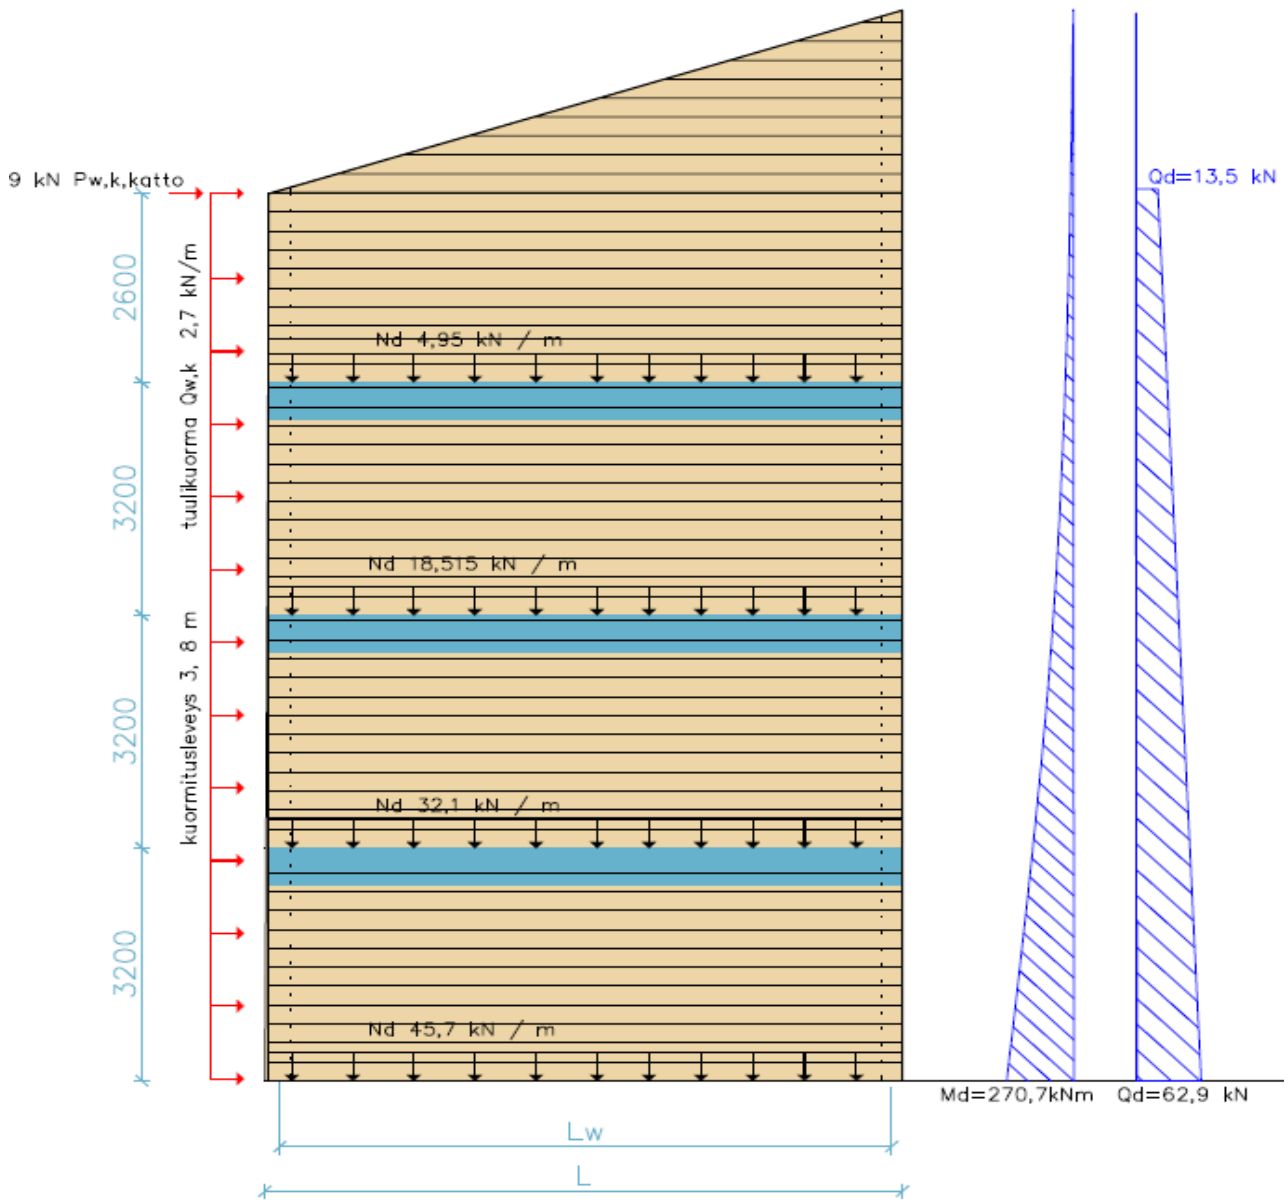 9 kN Pw,k,katto
Qd=13,5 kN
2600
tuulikuorma Qw,k 2,7 kN/m
Nd 4,95 kN / m
3200
Nd 18,515 kN / m
kuormitusleveys 3, 8 m
3200
Nd 32,1 kN / m
3200
Nd 45,7 kN / m
Md=270,7kNm
Qd=62,9 kN
Lw
L